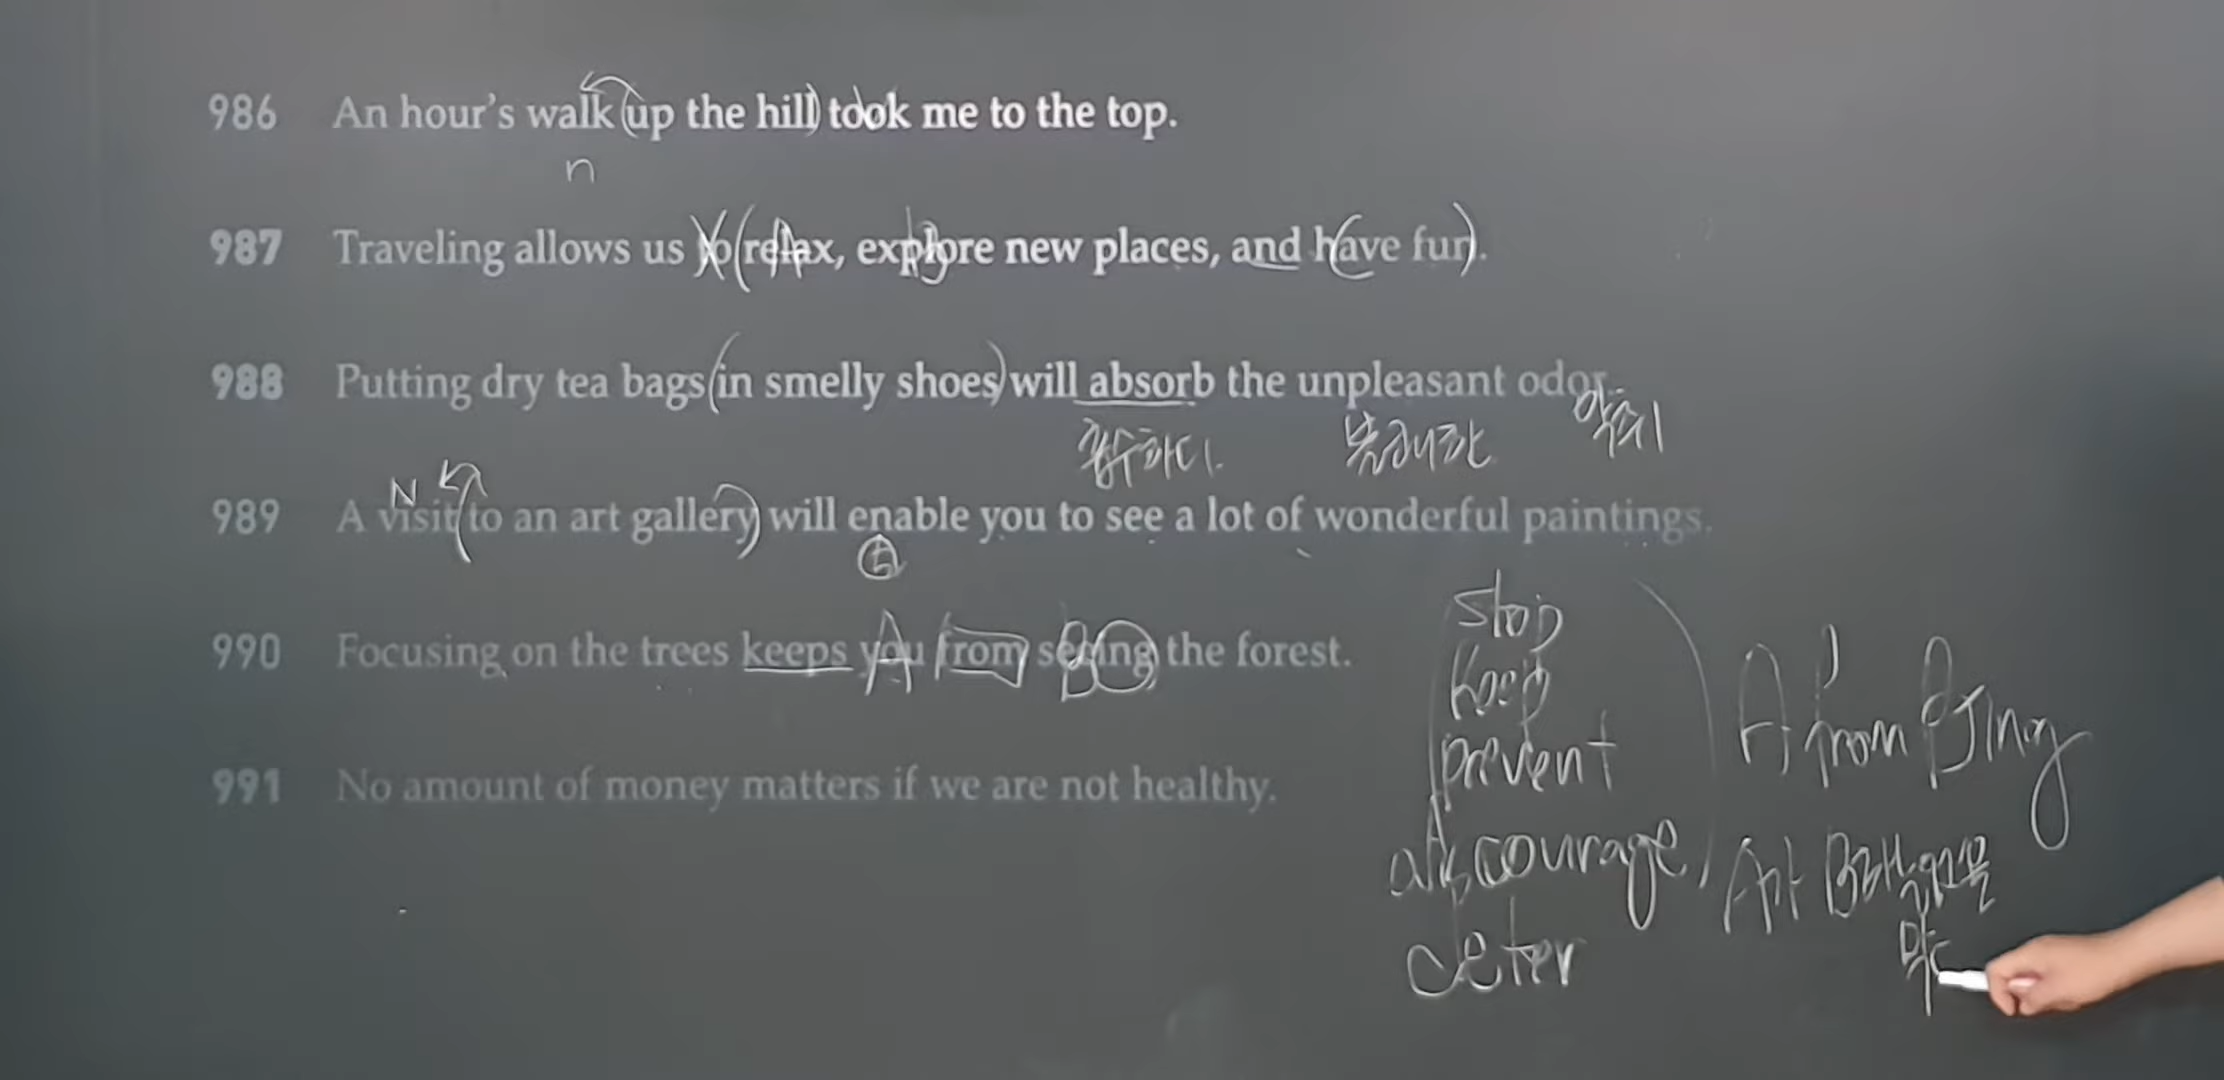 986 An hour's walk (up the hill) took me to the top.
n
987 Traveling allows us to (relax, explore new places, and have fun).
988 Putting dry tea bags (in smelly shoes) will absorb the unpleasant odor.
흡수하다. 불쾌한 악취
N
989 A visit (to an art gallery) will enable you to see a lot of wonderful paintings.
990 Focusing on the trees keeps you from seeing the forest.
A B
991 No amount of money matters if we are not healthy.
stop
keep
prevent
discourage,
deter
A from Bing
A가 B하는 것을
막